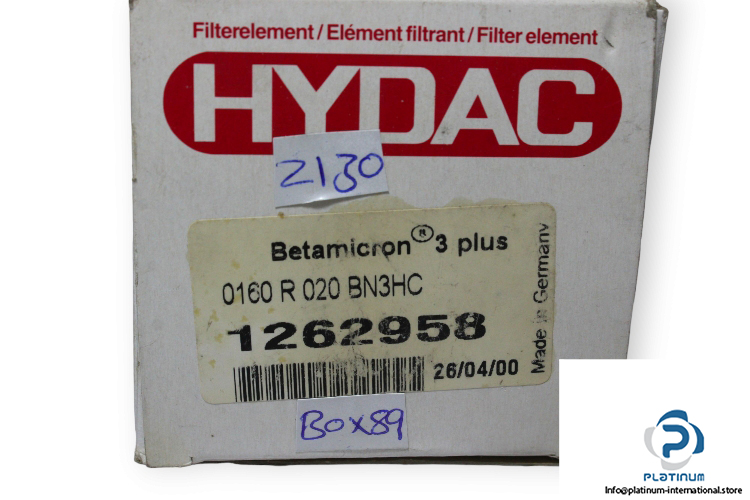 Filterelement / Elément filtrant / Filter element
HYDAC
2130
Betamicron® 3 plus
0160 R 020 BN3HC
1262958
26/04/00
Made in Germany
Box89
PLATINUM
Info@platinum-international.store